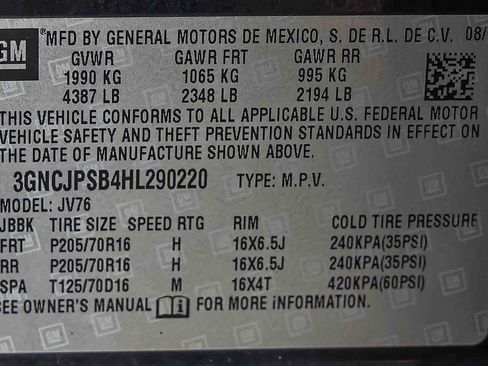 GM
MFD BY GENERAL MOTORS DE MEXICO, S. DE R.L. DE C.V. 08/
GVWR GAWR FRT GAWR RR
1990 KG 1065 KG 995 KG
4387 LB 2348 LB 2194 LB
THIS VEHICLE CONFORMS TO ALL APPLICABLE U.S. FEDERAL MOTOR
VEHICLE SAFETY AND THEFT PREVENTION STANDARDS IN EFFECT ON
THE DATE OF MANUFACTURE SHOWN ABOVE.
3GNCJPSB4HL290220 TYPE: M.P.V.
MODEL: JV76
JBBK TIRE SIZE SPEED RTG RIM COLD TIRE PRESSURE
FRT P205/70R16 H 16X6.5J 240KPA(35PSI)
RR P205/70R16 H 16X6.5J 240KPA(35PSI)
SPA T125/70D16 M 16X4T 420KPA(60PSI)
SEE OWNER'S MANUAL FOR MORE INFORMATION